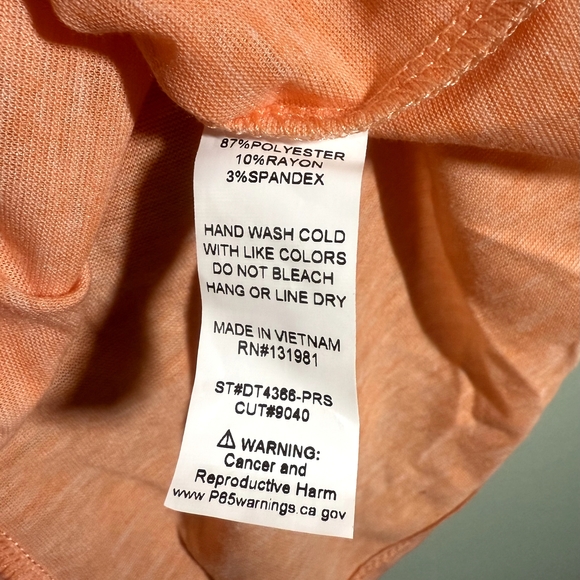 87%POLYESTER
10%RAYON
3%SPANDEX
HAND WASH COLD
WITH LIKE COLORS
DO NOT BLEACH
HANG OR LINE DRY
MADE IN VIETNAM
RN#131981
ST#DT4366-PRS
CUT#9040
⚠ WARNING:
Cancer and
Reproductive Harm
www P65warnings.ca gov